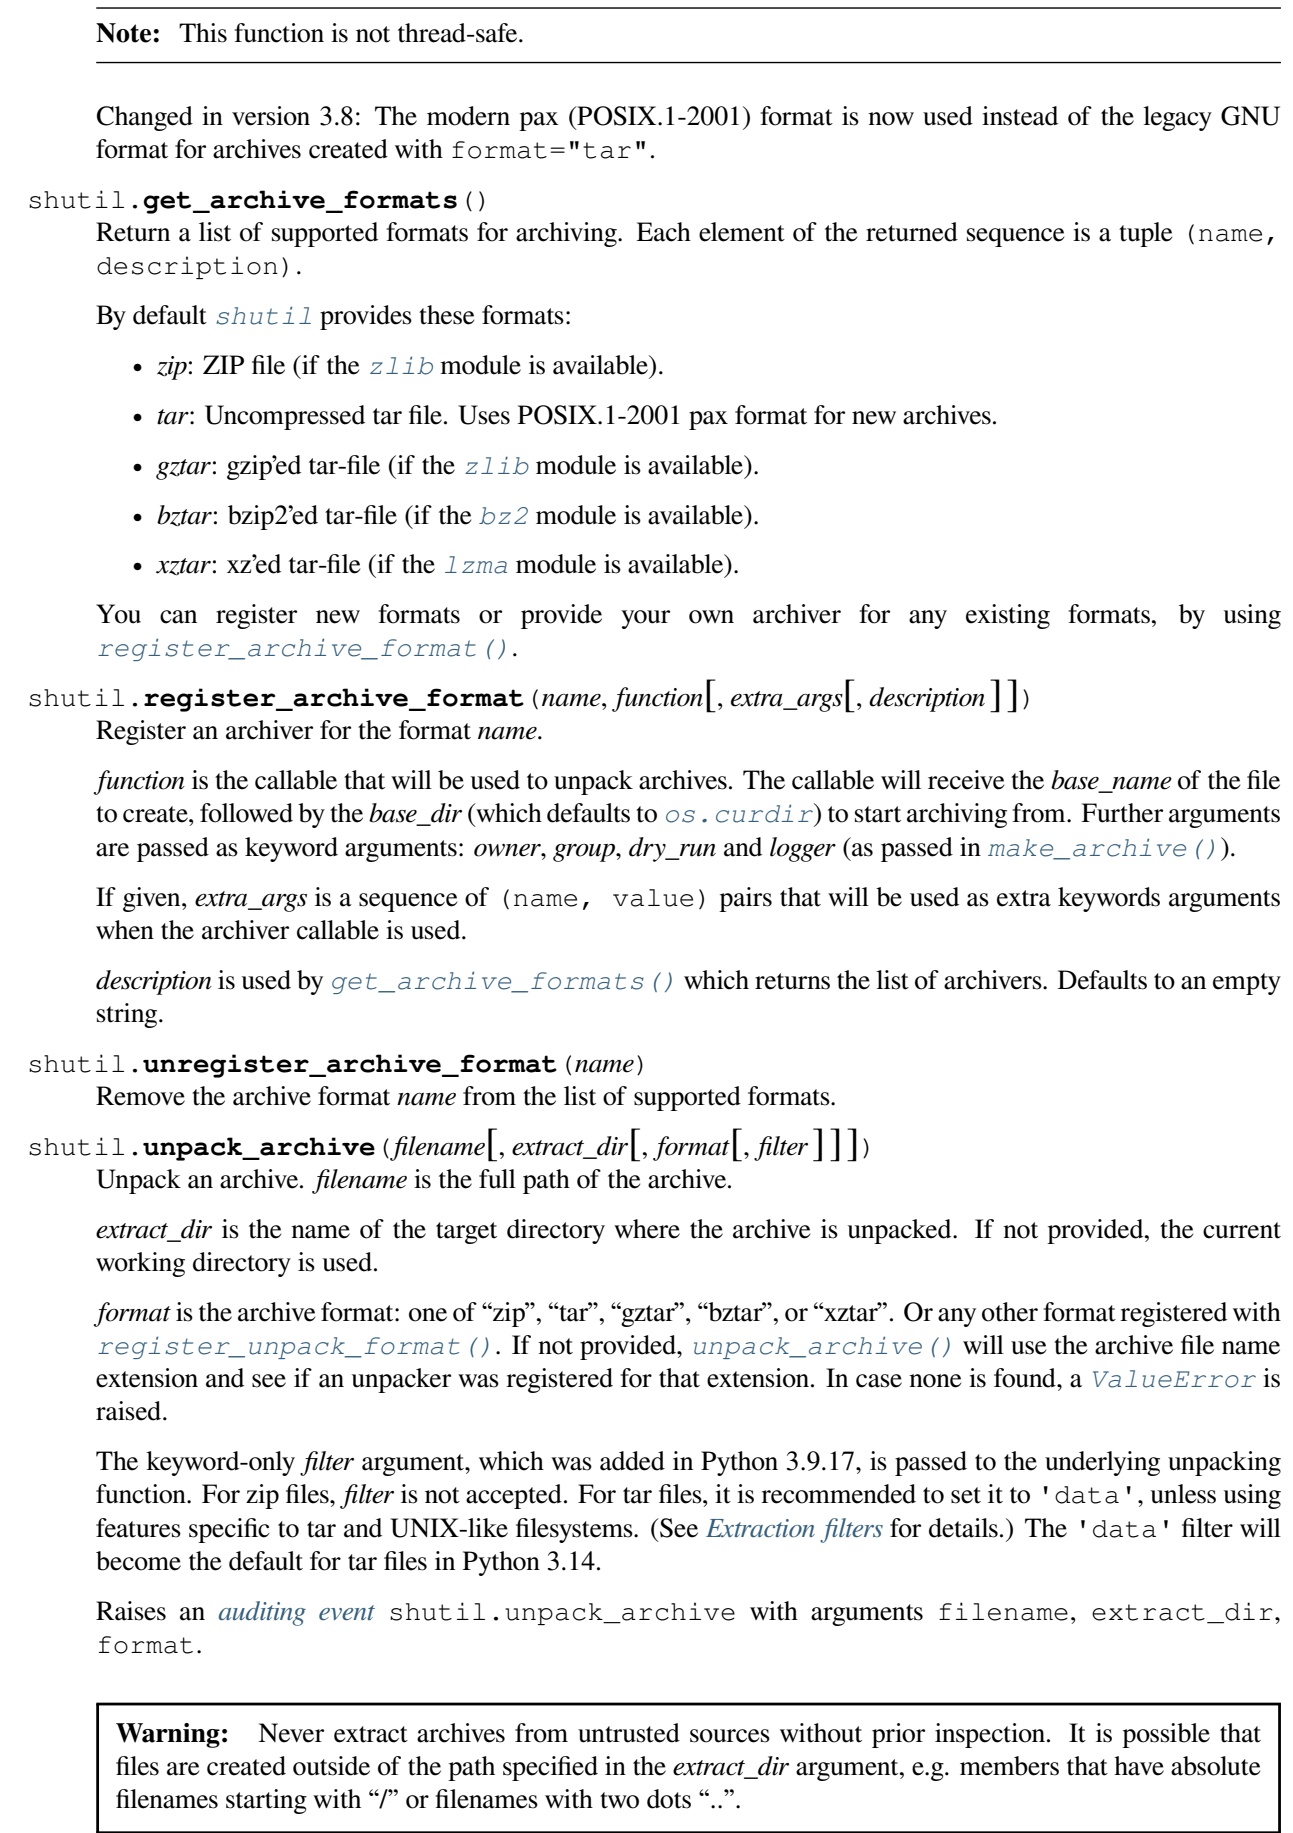 Note: This function is not thread-safe.
Changed in version 3.8: The modern pax (POSIX.1-2001) format is now used instead of the legacy GNU
format for archives created with format="tar".
shutil.get_archive_formats()
Return a list of supported formats for archiving. Each element of the returned sequence is a tuple (name,
description).
By default shutil provides these formats:
• zip: ZIP file (if the zlib module is available).
• tar: Uncompressed tar file. Uses POSIX.1-2001 pax format for new archives.
• gztar: gzip’ed tar-file (if the zlib module is available).
• bztar: bzip2’ed tar-file (if the bz2 module is available).
• xztar: xz’ed tar-file (if the lzma module is available).
You can register new formats or provide your own archiver for any existing formats, by using
register_archive_format().
shutil.register_archive_format(name, function[, extra_args[, description]])
Register an archiver for the format name.
function is the callable that will be used to unpack archives. The callable will receive the base_name of the file
to create, followed by the base_dir (which defaults to os.curdir) to start archiving from. Further arguments
are passed as keyword arguments: owner, group, dry_run and logger (as passed in make_archive()).
If given, extra_args is a sequence of (name, value) pairs that will be used as extra keywords arguments
when the archiver callable is used.
description is used by get_archive_formats() which returns the list of archivers. Defaults to an empty
string.
shutil.unregister_archive_format(name)
Remove the archive format name from the list of supported formats.
shutil.unpack_archive(filename[, extract_dir[, format[, filter]]])
Unpack an archive. filename is the full path of the archive.
extract_dir is the name of the target directory where the archive is unpacked. If not provided, the current
working directory is used.
format is the archive format: one of “zip”, “tar”, “gztar”, “bztar”, or “xztar”. Or any other format registered with
register_unpack_format(). If not provided, unpack_archive() will use the archive file name
extension and see if an unpacker was registered for that extension. In case none is found, a ValueError is
raised.
The keyword-only filter argument, which was added in Python 3.9.17, is passed to the underlying unpacking
function. For zip files, filter is not accepted. For tar files, it is recommended to set it to 'data', unless using
features specific to tar and UNIX-like filesystems. (See Extraction filters for details.) The 'data' filter will
become the default for tar files in Python 3.14.
Raises an auditing event shutil.unpack_archive with arguments filename, extract_dir,
format.
Warning: Never extract archives from untrusted sources without prior inspection. It is possible that
files are created outside of the path specified in the extract_dir argument, e.g. members that have absolute
filenames starting with “/” or filenames with two dots “..”.